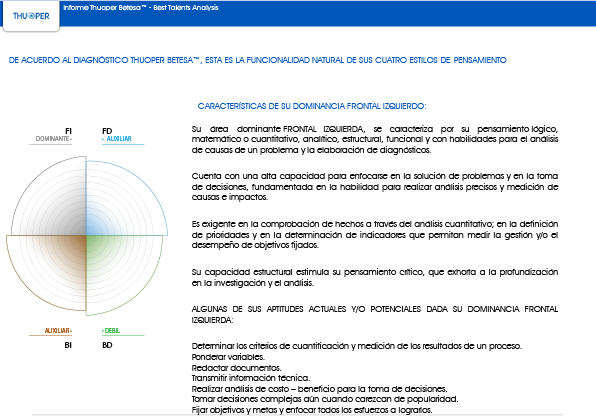 THUOPER
Informe Thuoper Betesa™ - Best Talents Analysis
DE ACUERDO AL DIAGNÓSTICO THUOPER BETESA™, ESTA ES LA FUNCIONALIDAD NATURAL DE SUS CUATRO ESTILOS DE PENSAMIENTO
CARACTERÍSTICAS DE SU DOMINANCIA FRONTAL IZQUIERDO:
FI
DOMINANTE
FD
AUXILIAR
AUXILIAR
BI
DEBIL
BD
Su área dominante FRONTAL IZQUIERDA, se caracteriza por su pensamiento lógico,
matemático o cuantitativo, analítico, estructural, funcional y con habilidades para el análisis
de causas de un problema y la elaboración de diagnósticos.
Cuenta con una alta capacidad para enfocarse en la solución de problemas y en la toma
de decisiones, fundamentada en la habilidad para realizar análisis precisos y medición de
causas e impactos.
Es exigente en la comprobación de hechos a través del análisis cuantitativo; en la definición
de prioridades y en la determinación de indicadores que permitan medir la gestión y/o el
desempeño de objetivos fijados.
Su capacidad estructural estimula su pensamiento crítico, que exhorta a la profundización
en la investigación y el análisis.
ALGUNAS DE SUS APTITUDES ACTUALES Y/O POTENCIALES DADA SU DOMINANCIA FRONTAL
IZQUIERDA:
Determinar los criterios de cuantificación y medición de los resultados de un proceso.
Ponderar variables.
Redactar documentos.
Transmitir información técnica.
Realizar análisis de costo – beneficio para la toma de decisiones.
Tomar decisiones complejas aún cuando carezcan de popularidad.
Fijar objetivos y metas y enfocar todos los esfuerzos a lograrlos.